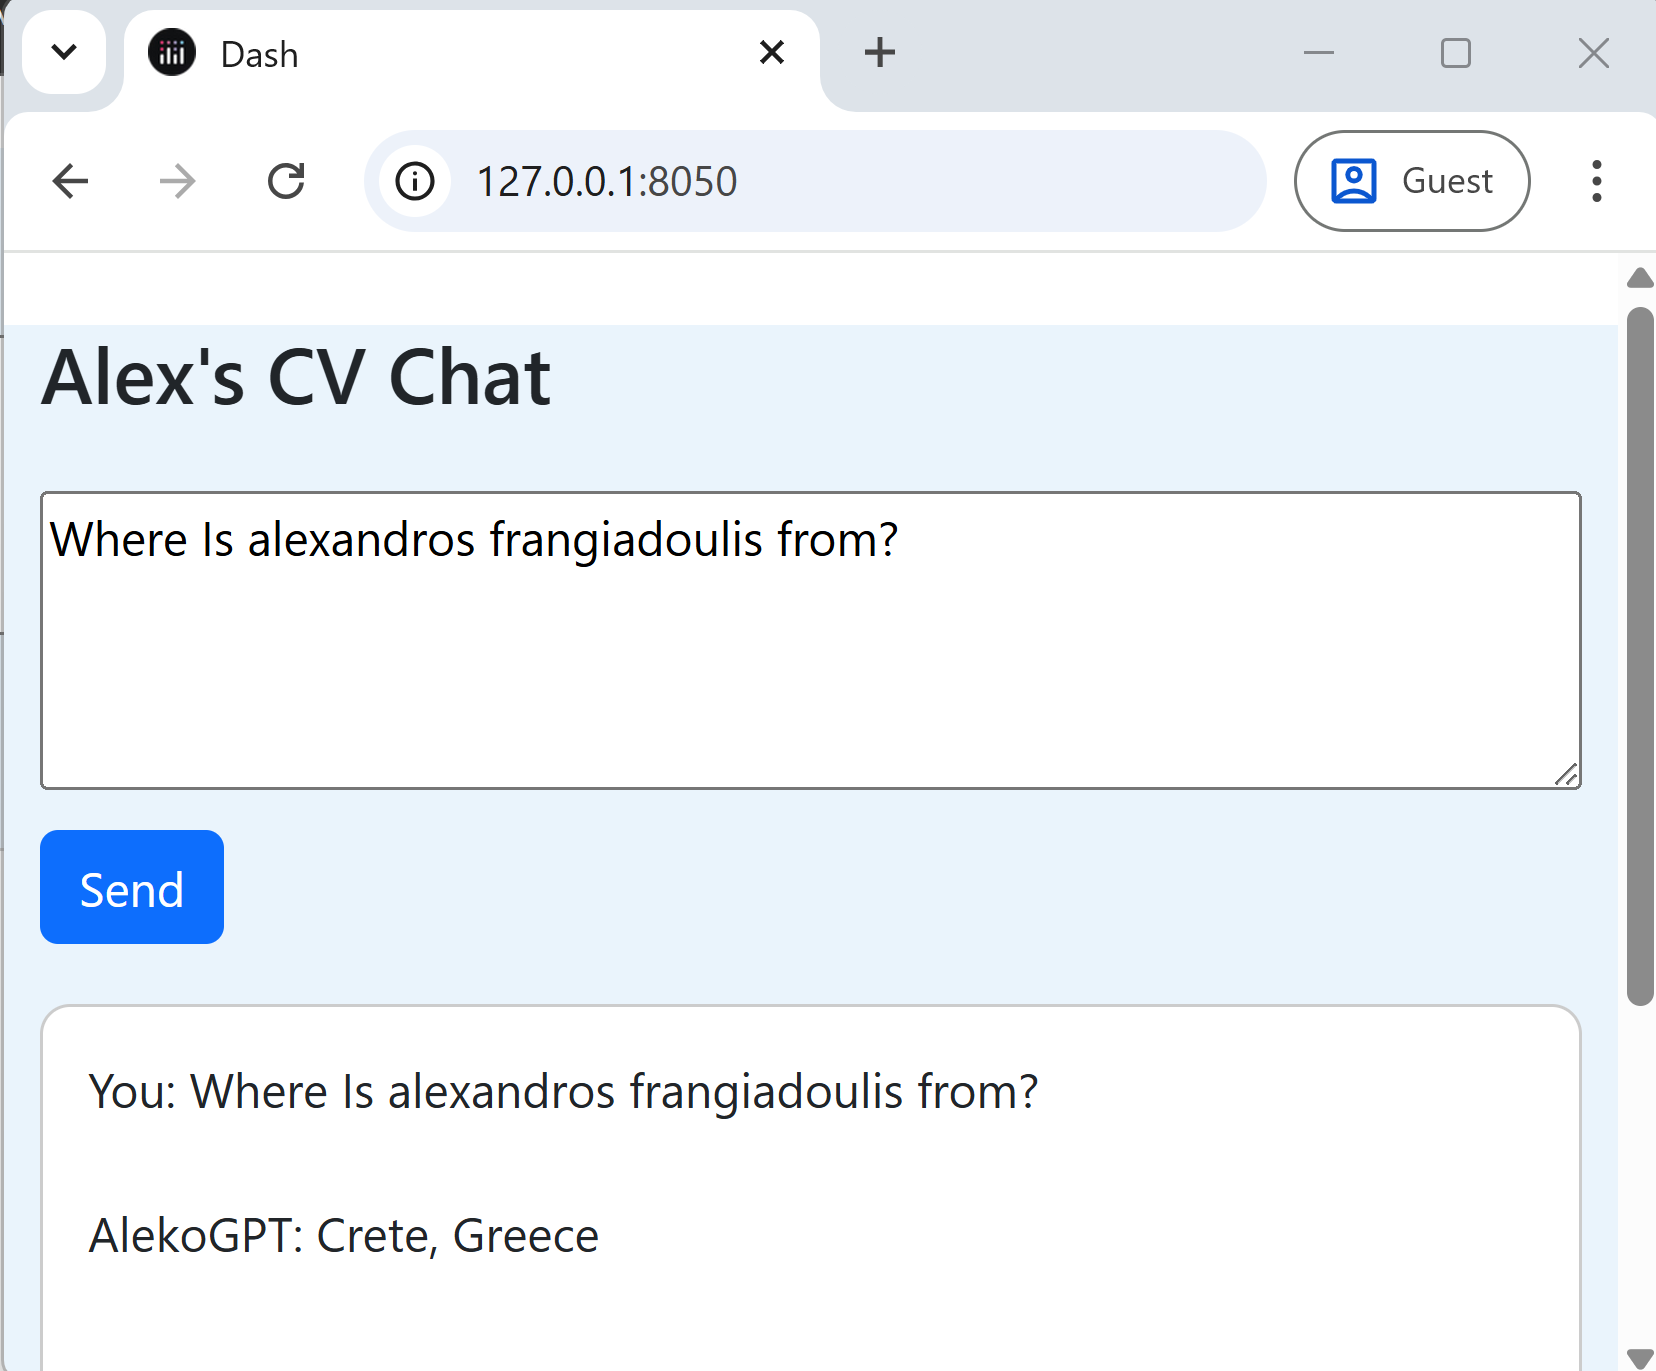 Dash
127.0.0.1:8050
Guest
Alex's CV Chat
Where Is alexandros frangiadoulis from?
Send
You: Where Is alexandros frangiadoulis from?
AlekoGPT: Crete, Greece